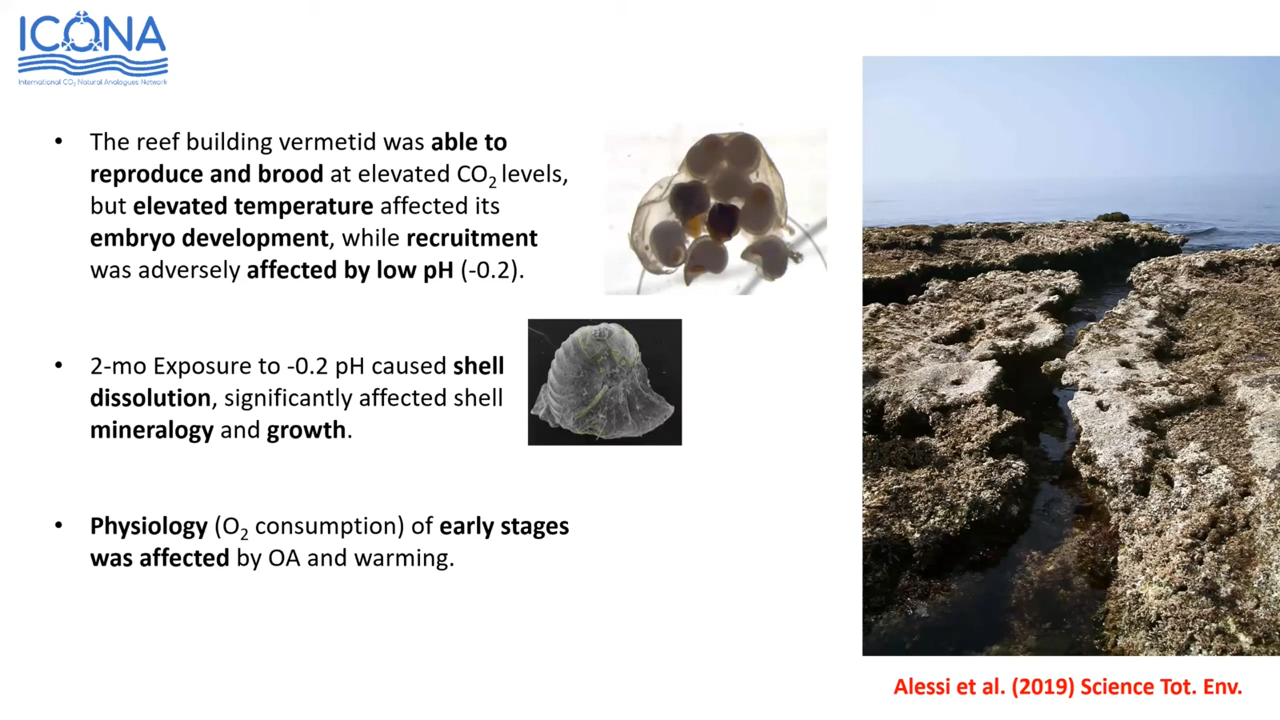 ICONA
International CO2 Natural Analogues Network
• The reef building vermetid was able to
reproduce and brood at elevated CO2 levels,
but elevated temperature affected its
embryo development, while recruitment
was adversely affected by low pH (-0.2).
• 2-mo Exposure to -0.2 pH caused shell
dissolution, significantly affected shell
mineralogy and growth.
• Physiology (O2 consumption) of early stages
was affected by OA and warming.
Alessi et al. (2019) Science Tot. Env.